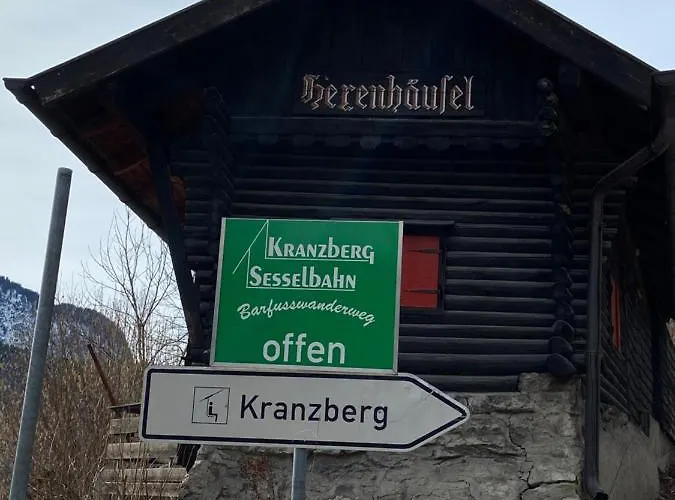 Hexenhäusel
KRANZBERG
SESSELBAHN
Barfusswanderweg
offen
Kranzberg